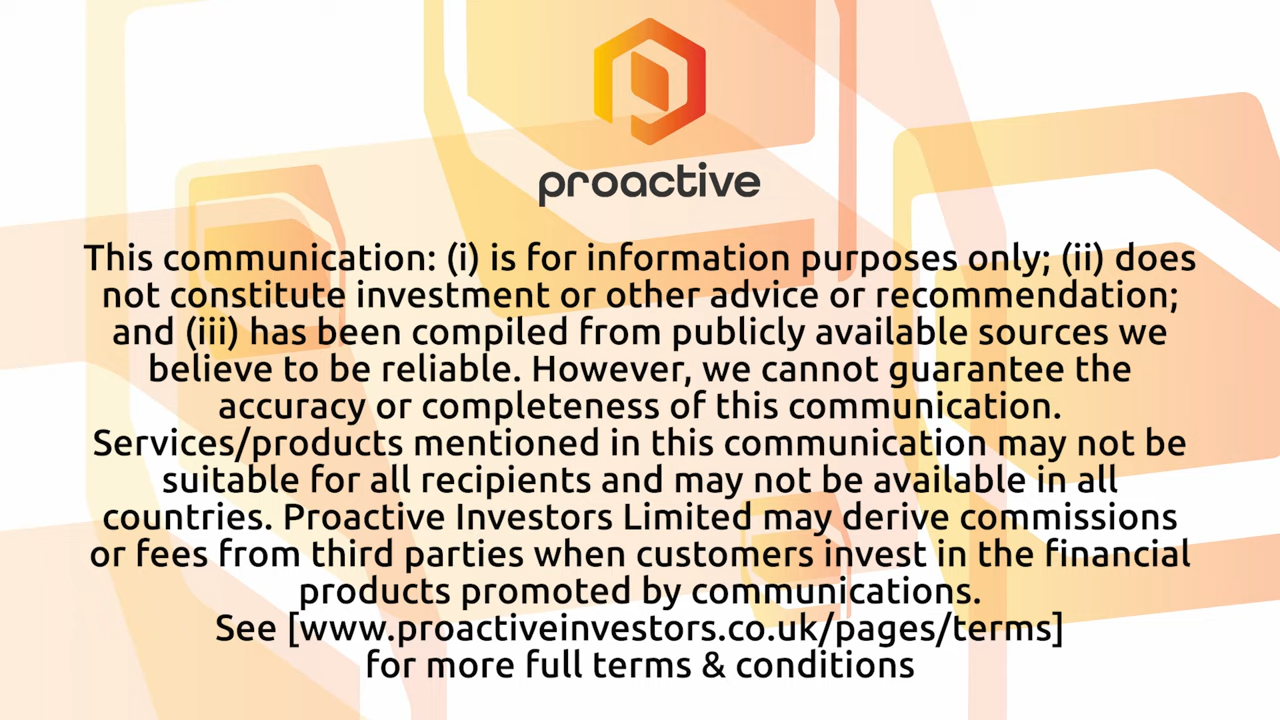 proactive
This communication: (i) is for information purposes only; (ii) does
not constitute investment or other advice or recommendation;
and (iii) has been compiled from publicly available sources we
believe to be reliable. However, we cannot guarantee the
accuracy or completeness of this communication.
Services/products mentioned in this communication may not be
suitable for all recipients and may not be available in all
countries. Proactive Investors Limited may derive commissions
or fees from third parties when customers invest in the financial
products promoted by communications.
See [www.proactiveinvestors.co.uk/pages/terms]
for more full terms & conditions